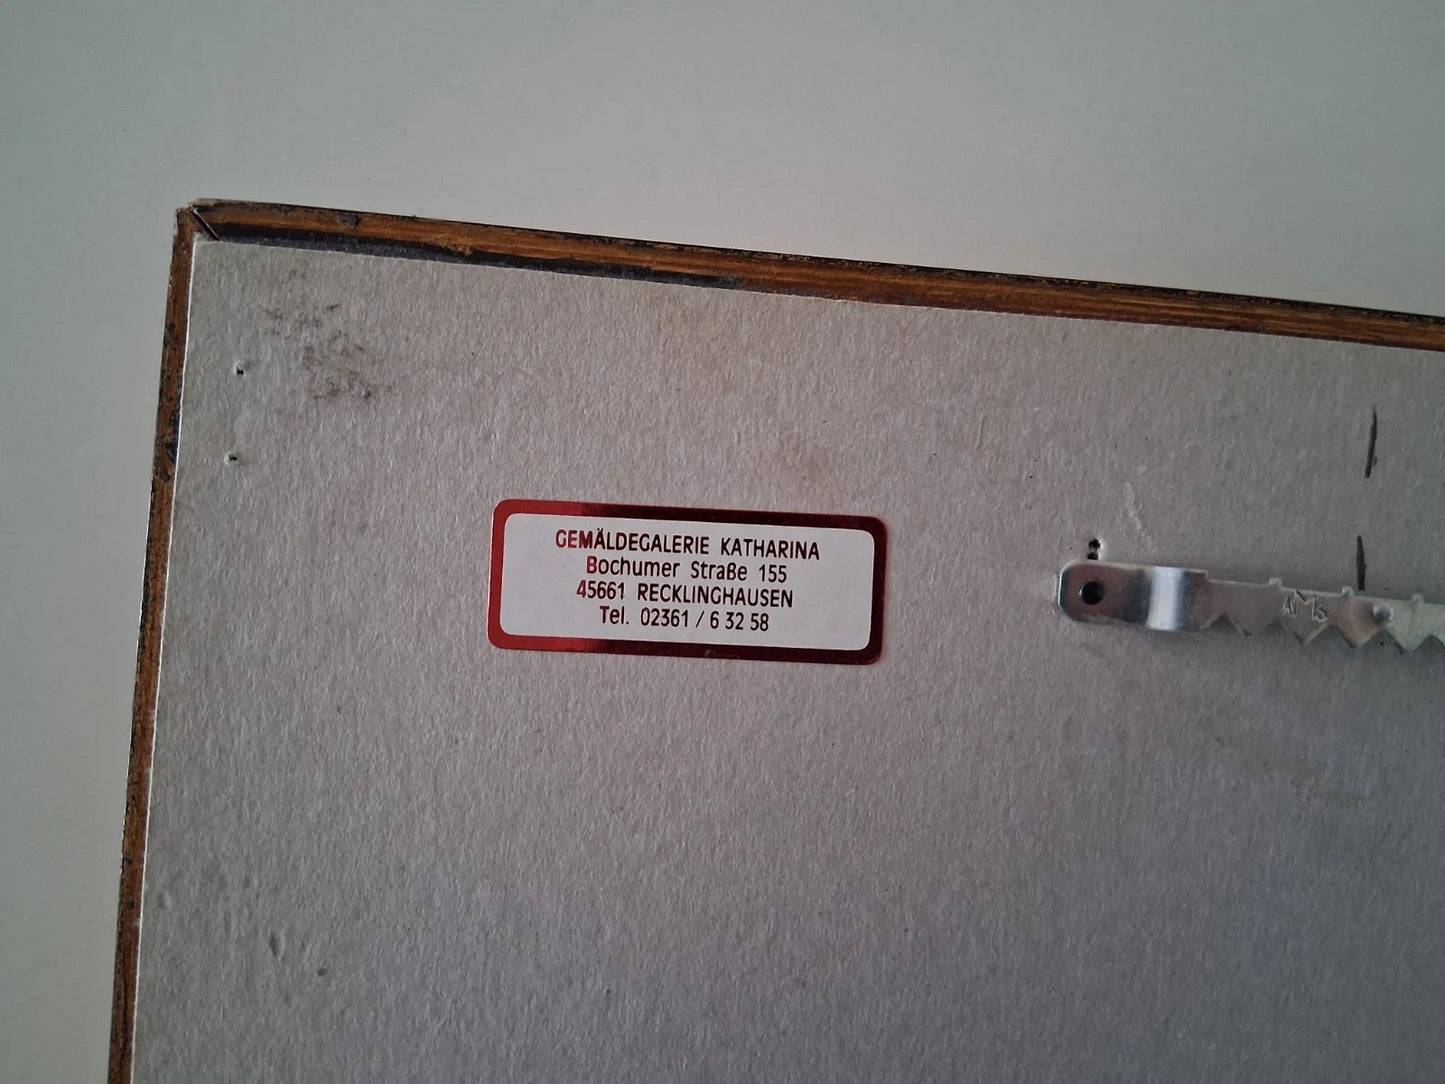 GEMÄLDEGALERIE KATHARINA
Bochumer Straße 155
45661 RECKLINGHAUSEN
Tel. 02361 / 6 32 58